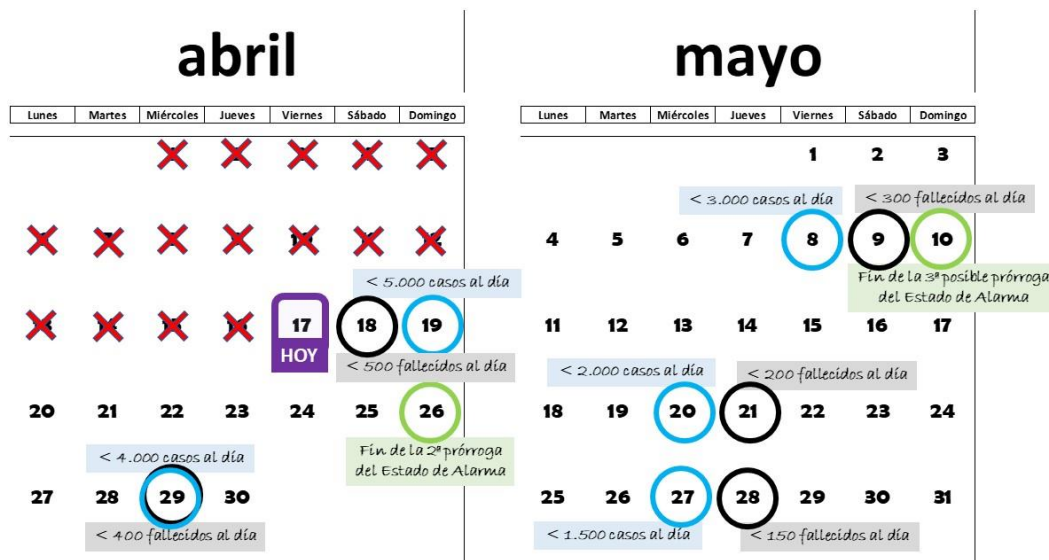 abril
Lunes Martes Miércoles Jueves Viernes Sábado Domingo
< 5.000 casos al día
17 18 19
HOY
< 500 fallecidos al día
20 21 22 23 24 25 26
Fin de la 2ª prórroga
del Estado de Alarma
< 4.000 casos al día
27 28 29 30
< 400 fallecidos al día
mayo
Lunes Martes Miércoles Jueves Viernes Sábado Domingo
1 2 3
< 3.000 casos al día
< 300 fallecidos al día
4 5 6 7 8 9 10
Fin de la 3ª posible prórroga
del Estado de Alarma
11 12 13 14 15 16 17
< 2.000 casos al día
< 200 fallecidos al día
18 19 20 21 22 23 24
25 26 27 28 29 30 31
< 1.500 casos al día
< 150 fallecidos al día